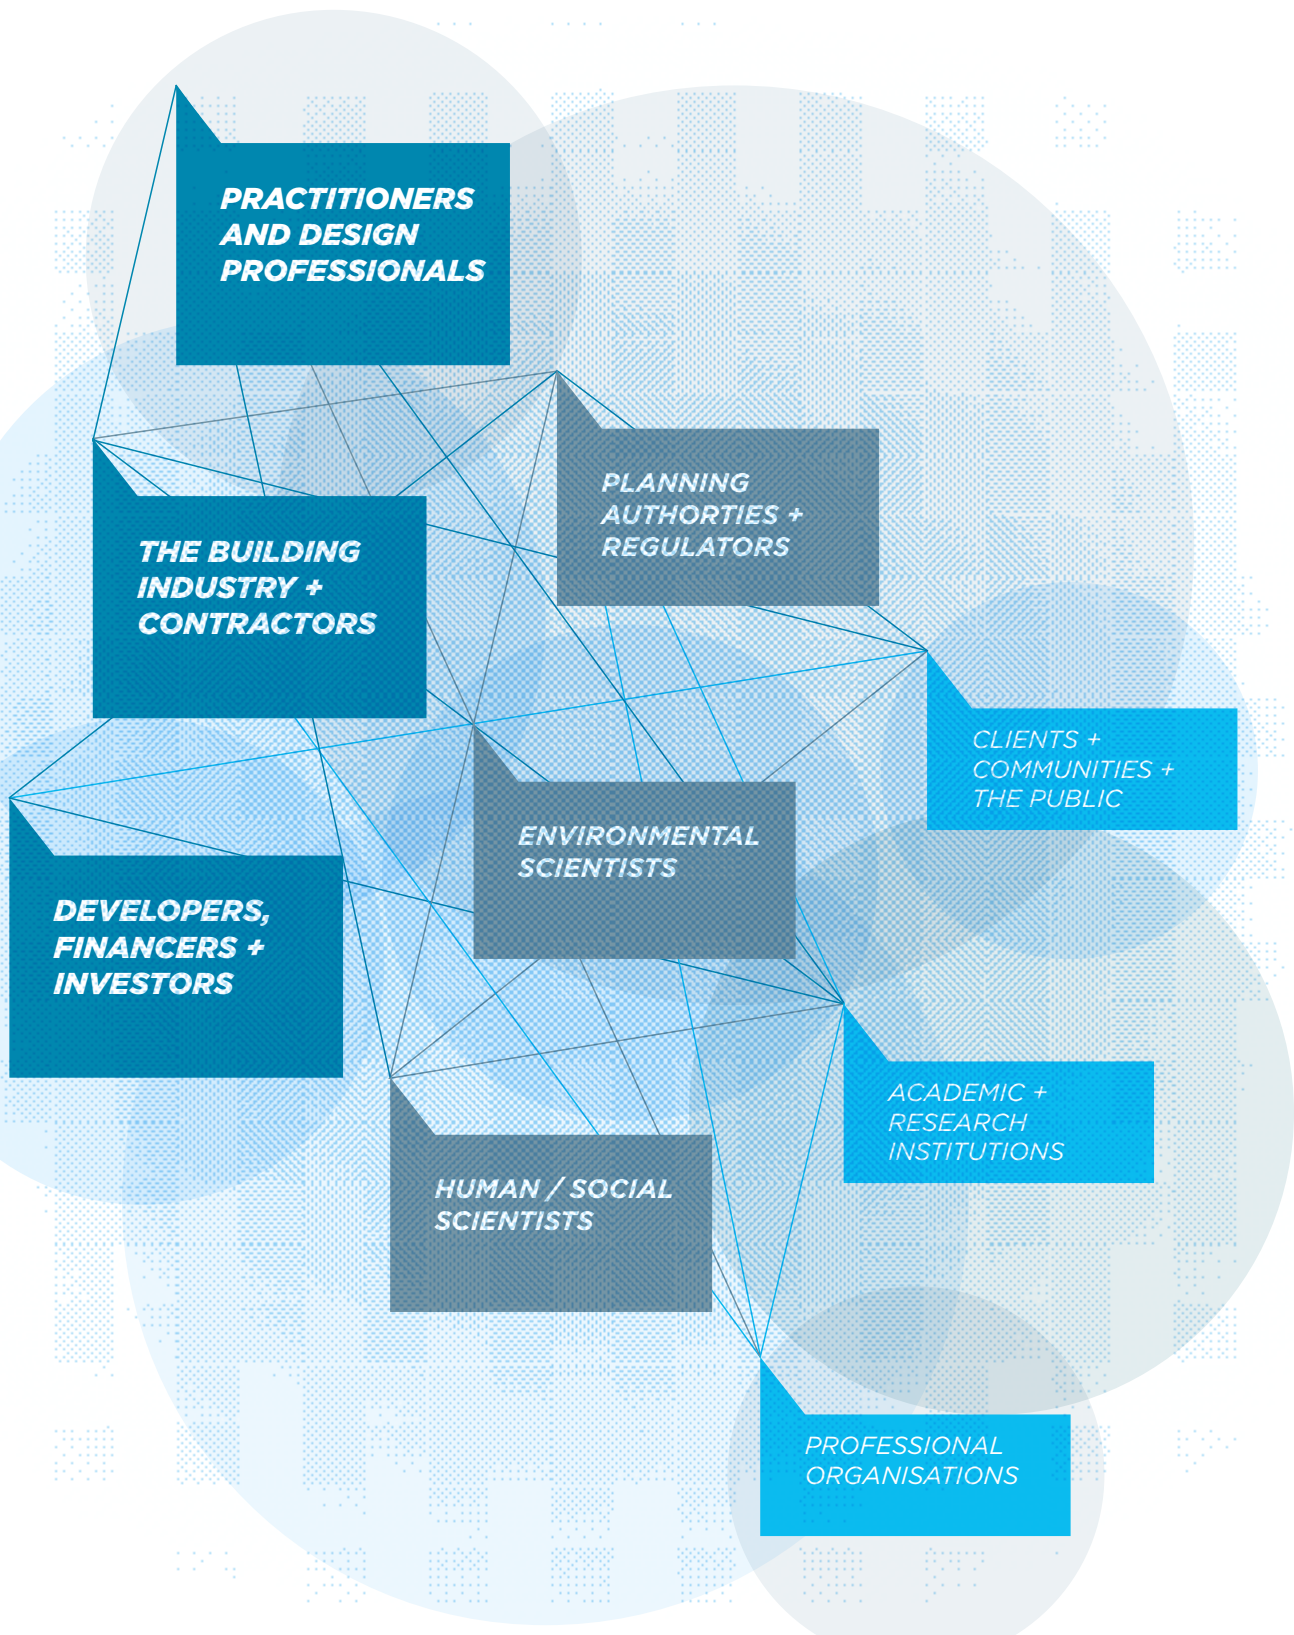 PRACTITIONERS
AND DESIGN
PROFESSIONALS
PLANNING
AUTHORTIES +
REGULATORS
THE BUILDING
INDUSTRY +
CONTRACTORS
CLIENTS +
COMMUNITIES +
THE PUBLIC
ENVIRONMENTAL
SCIENTISTS
DEVELOPERS,
FINANCERS +
INVESTORS
ACADEMIC +
RESEARCH
INSTITUTIONS
HUMAN / SOCIAL
SCIENTISTS
PROFESSIONAL
ORGANISATIONS